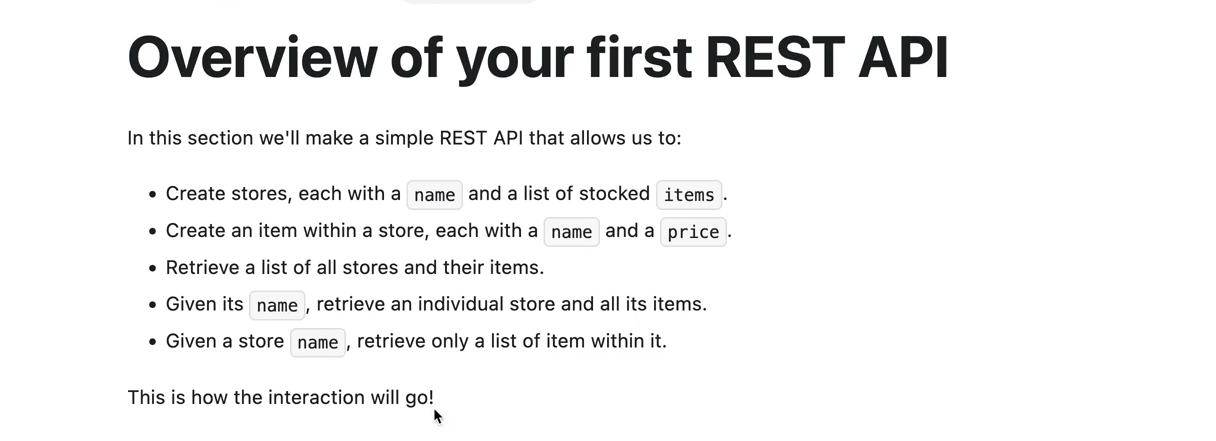 Overview of your first REST API
In this section we'll make a simple REST API that allows us to:
• Create stores, each with a name and a list of stocked items.
• Create an item within a store, each with a name and a price.
• Retrieve a list of all stores and their items.
• Given its name, retrieve an individual store and all its items.
• Given a store name, retrieve only a list of item within it.
This is how the interaction will go!